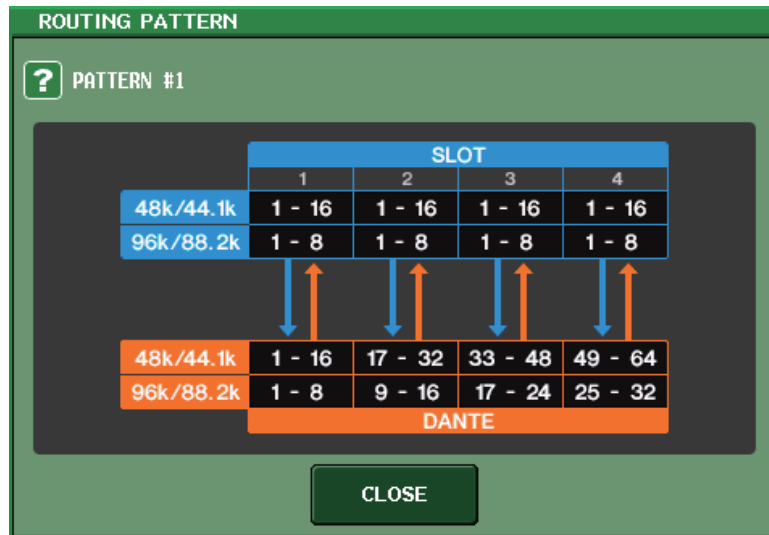 ROUTING PATTERN
? PATTERN #1
SLOT
1 2 3 4
48k/44.1k 1 - 16 1 - 16 1 - 16 1 - 16
96k/88.2k 1 - 8 1 - 8 1 - 8 1 - 8
48k/44.1k 1 - 16 17 - 32 33 - 48 49 - 64
96k/88.2k 1 - 8 9 - 16 17 - 24 25 - 32
DANTE
CLOSE